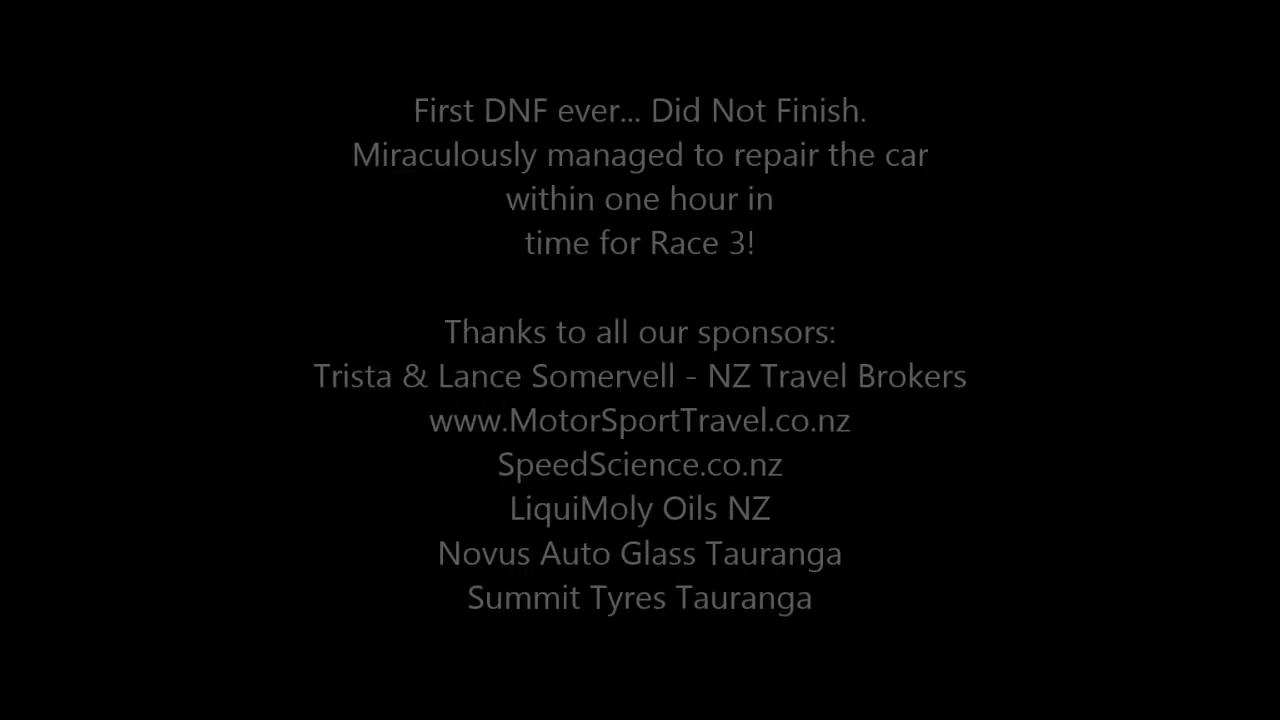 First DNF ever... Did Not Finish.
Miraculously managed to repair the car
within one hour in
time for Race 3!
Thanks to all our sponsors:
Trista & Lance Somervell - NZ Travel Brokers
www.MotorSportTravel.co.nz
SpeedScience.co.nz
LiquiMoly Oils NZ
Novus Auto Glass Tauranga
Summit Tyres Tauranga